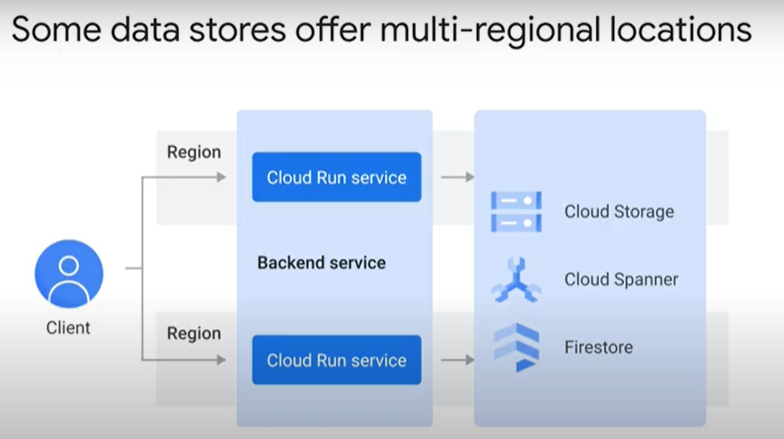 Some data stores offer multi-regional locations
Region
Cloud Run service
Cloud Storage
Backend service
Cloud Spanner
Client
Region
Firestore
Cloud Run service